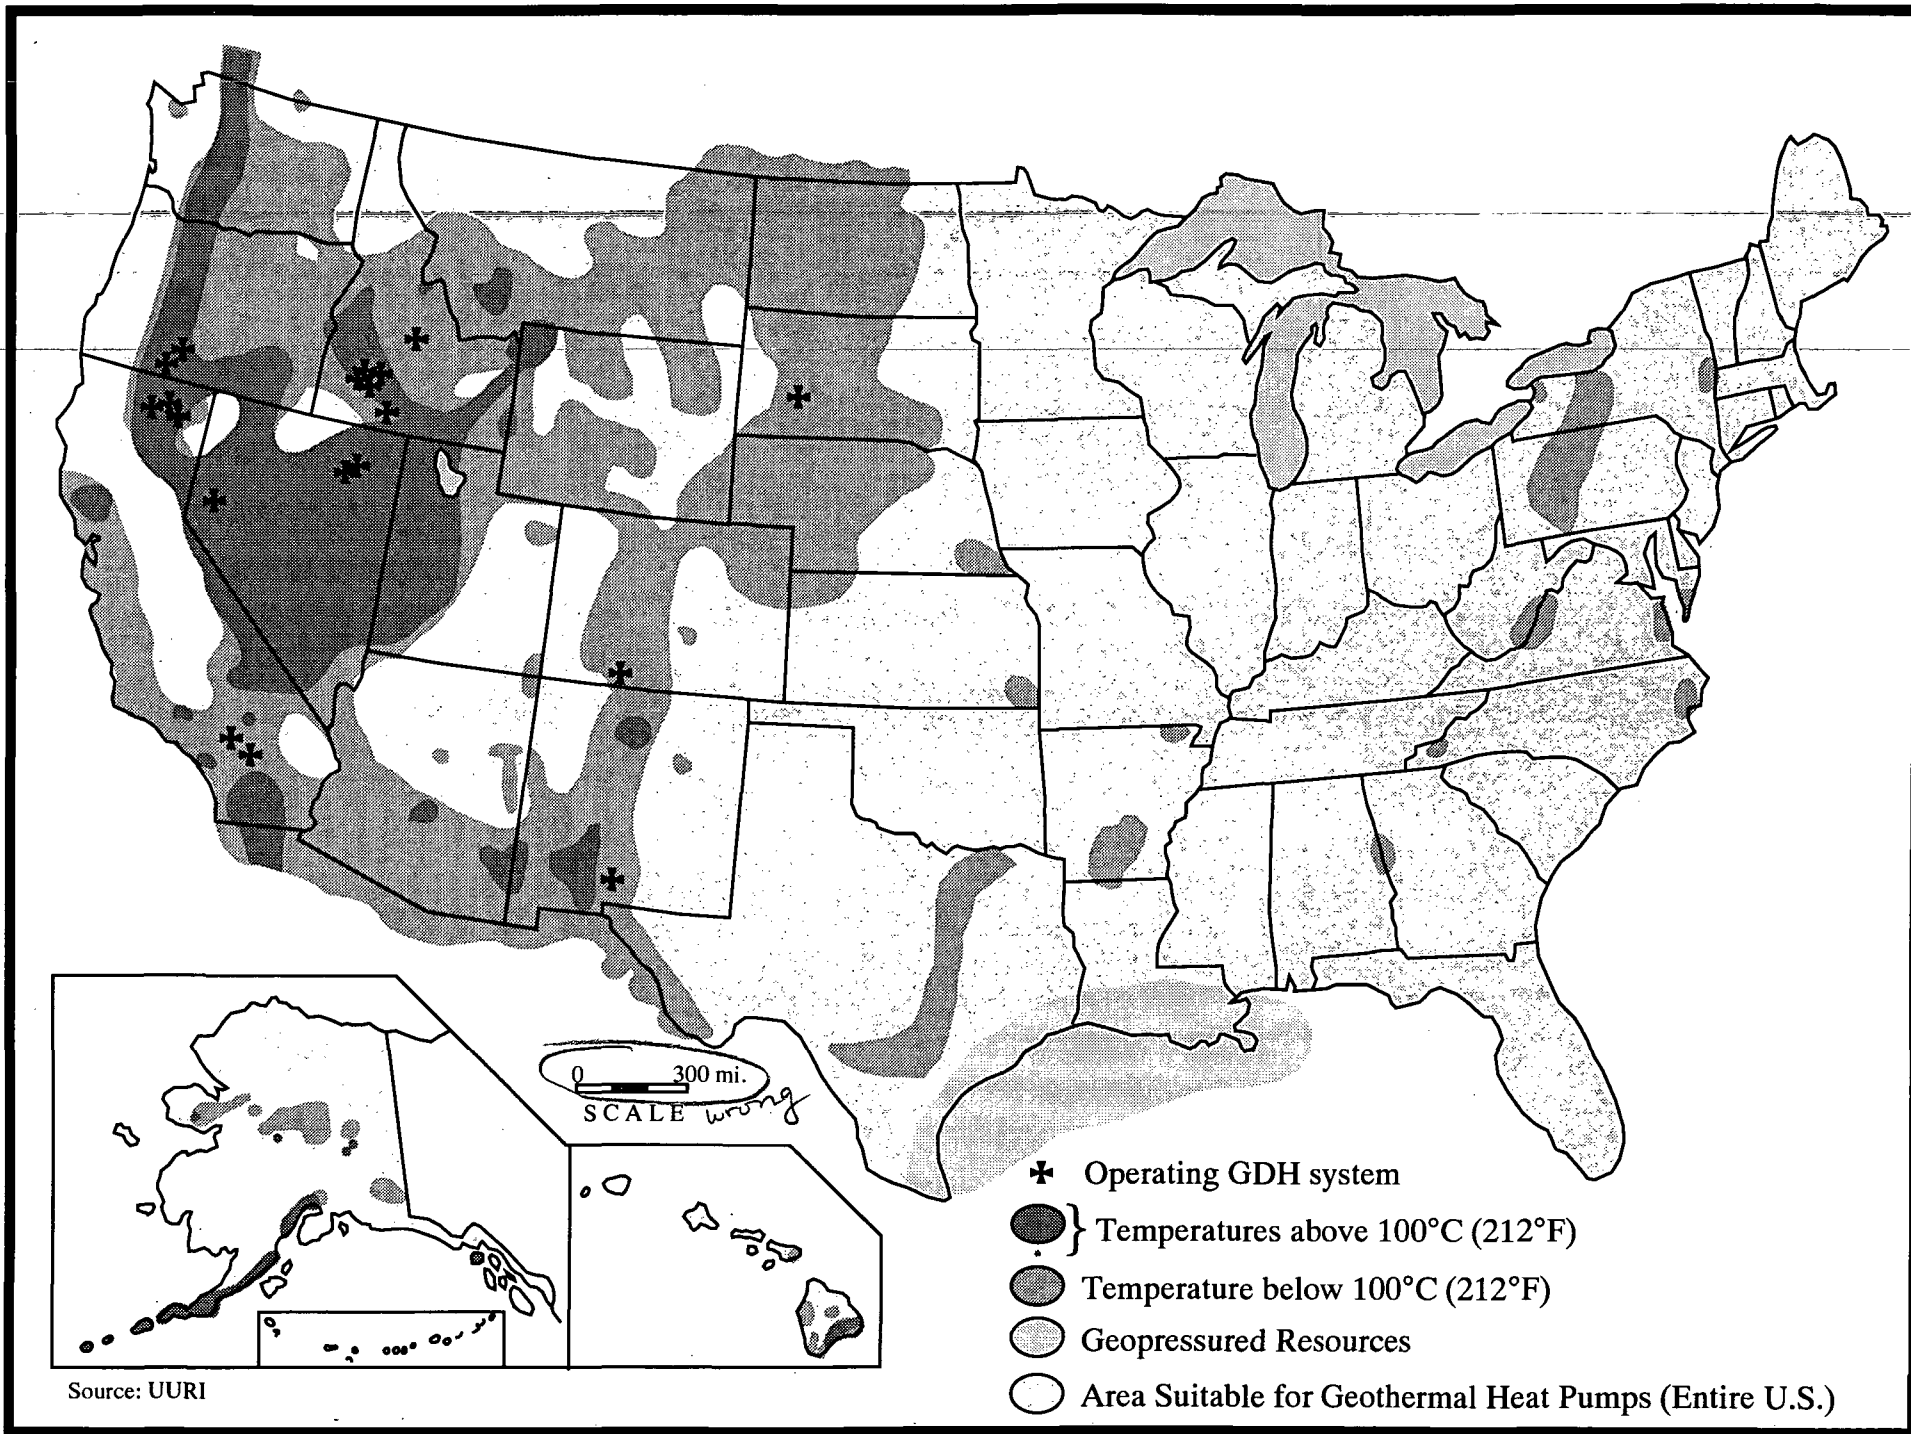 0 300 mi.
SCALE wrong
Operating GDH system
Temperatures above 100°C (212°F)
Temperature below 100°C (212°F)
Geopressured Resources
Area Suitable for Geothermal Heat Pumps (Entire U.S.)
Source: UURI